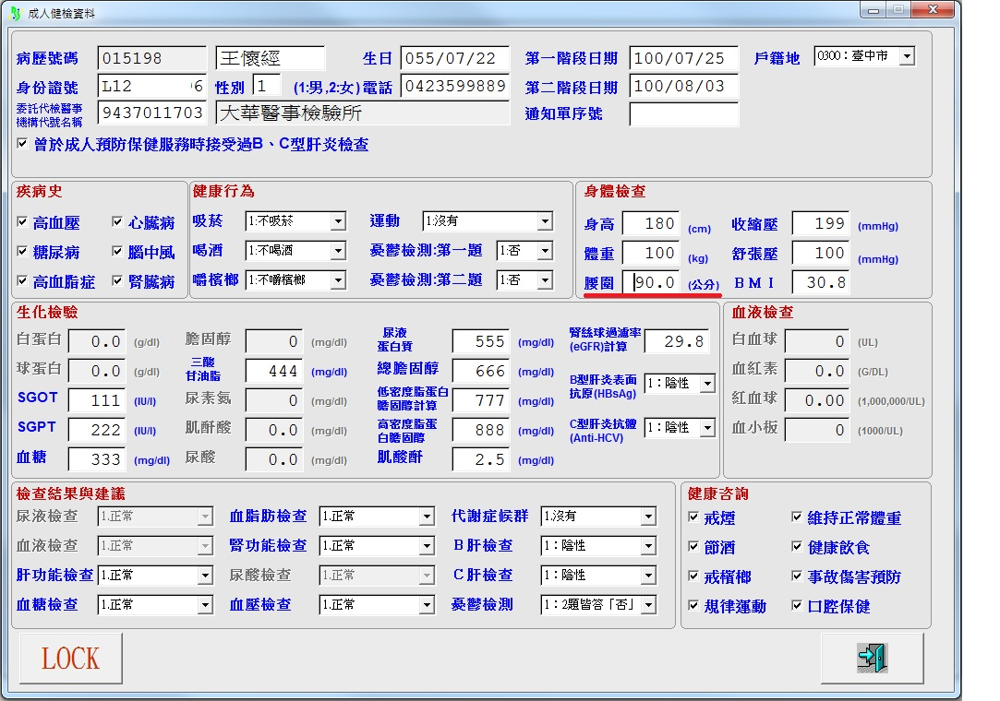 成人健檢資料
病歷號碼 015198 王懷經 生日 055/07/22 第一階段日期 100/07/25 戶籍地 0300：臺中市
身份證號 L12 6 性別 1 (1:男,2:女) 電話 0423599889 第二階段日期 100/08/03
委託代檢醫事
機構代號名稱 9437011703 大華醫事檢驗所 通知單序號
曾於成人預防保健服務時接受過B、C型肝炎檢查
疾病史
高血壓 心臟病
糖尿病 腦中風
高血脂症 腎臟病
健康行為
吸菸 1:不吸菸 運動 1:沒有
喝酒 1:不喝酒 憂鬱檢測:第一題 1:否
嚼檳榔 1:不嚼檳榔 憂鬱檢測:第二題 1:否
身體檢查
身高 180 (cm) 收縮壓 199 (mmHg)
體重 100 (kg) 舒張壓 100 (mmHg)
腰圍 90.0 (公分) BMI 30.8
生化檢驗
白蛋白 0.0 (g/dl) 膽固醇 0 (mg/dl) 尿液蛋白質 555 (mg/dl) 腎絲球過濾率(eGFR)計算 29.8
球蛋白 0.0 (g/dl) 三酸甘油脂 444 (mg/dl) 總膽固醇 666 (mg/dl) B型肝炎表面抗原(HBsAg) 1：陰性
SGOT 111 (IU/l) 尿素氮 0 (mg/dl) 低密度脂蛋白膽固醇計算 777 (mg/dl)
SGPT 222 (IU/l) 肌酐酸 0.0 (mg/dl) 高密度脂蛋白膽固醇 888 (mg/dl) C型肝炎抗體(Anti-HCV) 1：陰性
血糖 333 (mg/dl) 尿酸 0.0 (mg/dl) 肌酸酐 2.5 (mg/dl)
血液檢查
白血球 0 (UL)
血紅素 0.0 (G/DL)
紅血球 0.00 (1,000,000/UL)
血小板 0 (1000/UL)
檢查結果與建議
尿液檢查 1.正常 血脂肪檢查 1.正常 代謝症候群 1.沒有
血液檢查 1.正常 腎功能檢查 1.正常 B肝檢查 1：陰性
肝功能檢查 1.正常 尿酸檢查 1.正常 C肝檢查 1：陰性
血糖檢查 1.正常 血壓檢查 1.正常 憂鬱檢測 1：2題皆答「否」
健康咨詢
戒煙 維持正常體重
節酒 健康飲食
戒檳榔 事故傷害預防
規律運動 口腔保健
LOCK